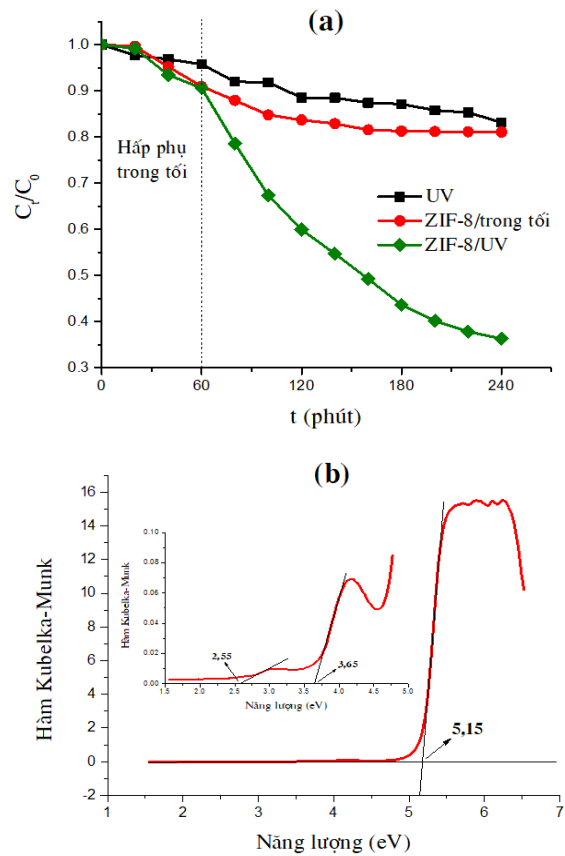 (a)
1.0
0.9
0.8
0.7
0.6
0.5
0.4
0.3
Ct/C0
Hấp phụ
trong tối
UV
ZIF-8/trong tối
ZIF-8/UV
0 60 120 180 240
t (phút)
(b)
16
14
12
10
8
6
4
2
0
-2
Hàm Kubelka-Munk
0.10
0.08
0.06
0.04
0.02
0.00
Hàm Kubelka-Munk
2,55
3,65
1.5 2.0 2.5 3.0 3.5 4.0 4.5 5.0
Năng lượng (eV)
5,15
1 2 3 4 5 6 7
Năng lượng (eV)